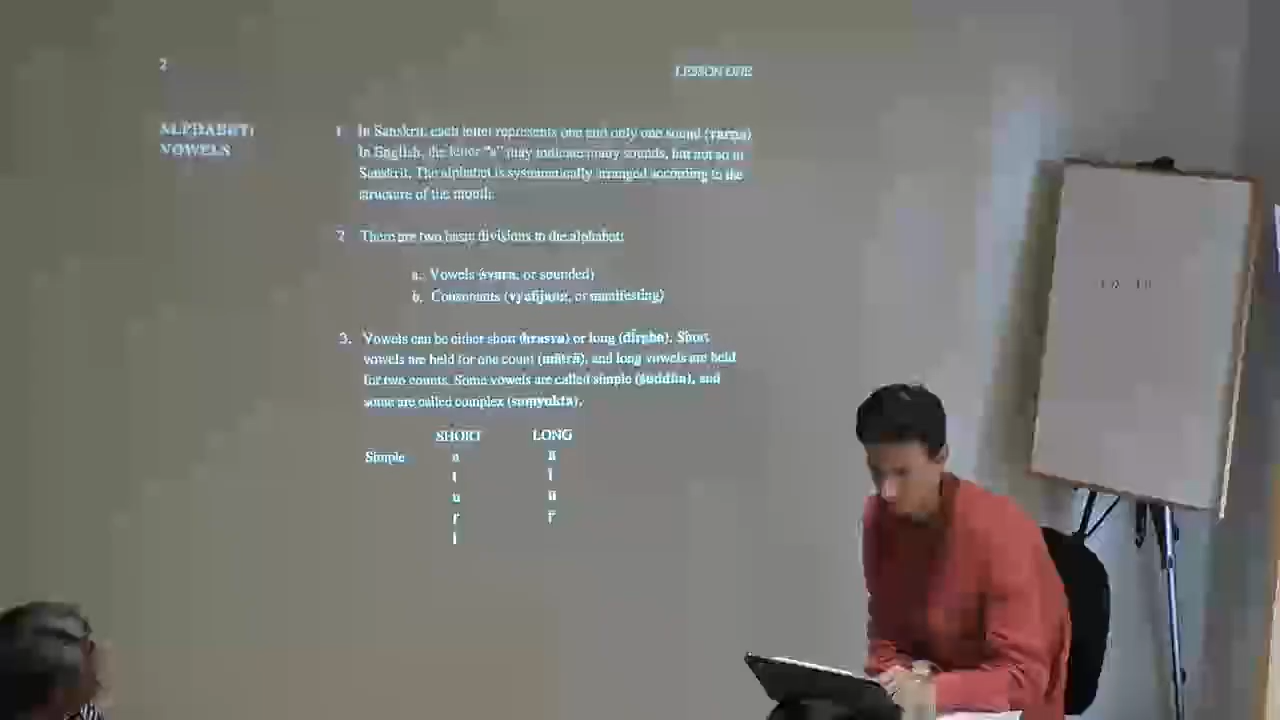 2
LESSON ONE
ALPHABET:
VOWELS
1. In Sanskrit, each letter represents one and only one sound (varṇa)
In English, the letter "a" may indicate many sounds, but not so in
Sanskrit. The alphabet is systematically arranged according to the
structure of the mouth.
2. There are two basic divisions to the alphabet:
a. Vowels (svara, or sounded)
b. Consonants (vyañjana, or manifesting)
3. Vowels can be either short (hrasva) or long (dīrgha). Short
vowels are held for one count (mātrā), and long vowels are held
for two counts. Some vowels are called simple (śuddha), and
some are called complex (saṃyukta).
SHORT LONG
Simple a ā
i ī
u ū
ṛ ṝ
ḷ